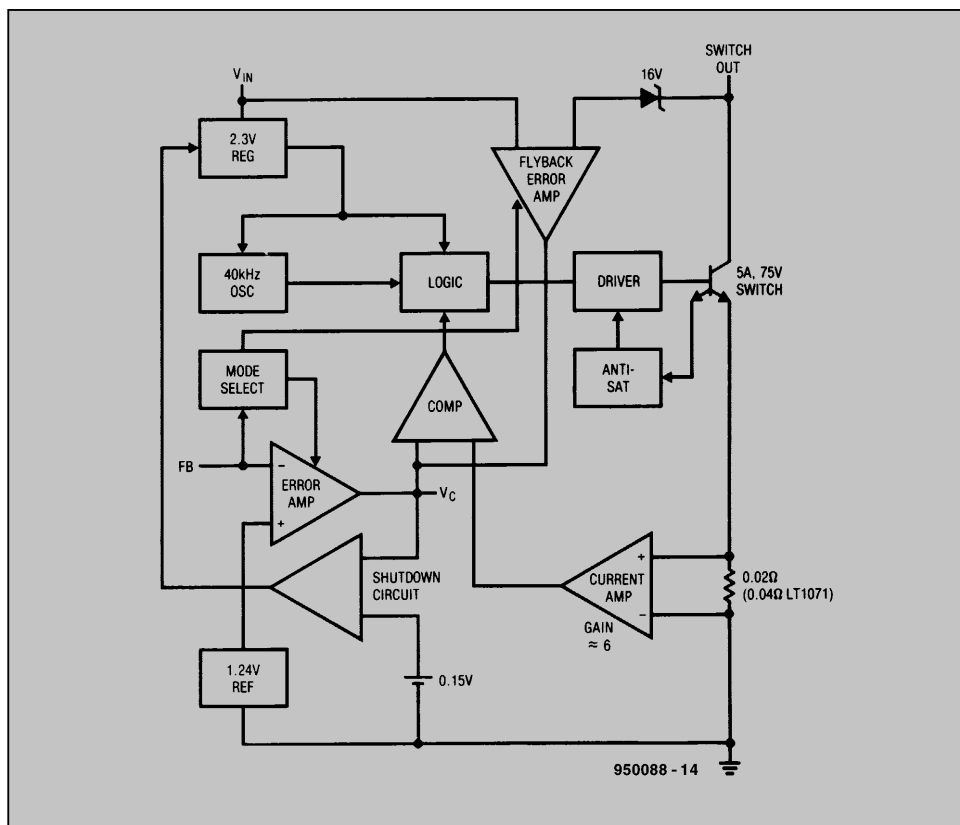 SWITCH
OUT
V_IN
16V
2.3V
REG
FLYBACK
ERROR
AMP
40kHz
OSC
LOGIC
DRIVER
5A, 75V
SWITCH
MODE
SELECT
ANTI-
SAT
COMP
FB
−
ERROR
AMP
+
V_C
SHUTDOWN
CIRCUIT
+
CURRENT
AMP
−
GAIN
≈ 6
0.02Ω
(0.04Ω LT1071)
1.24V
REF
0.15V
950088 - 14